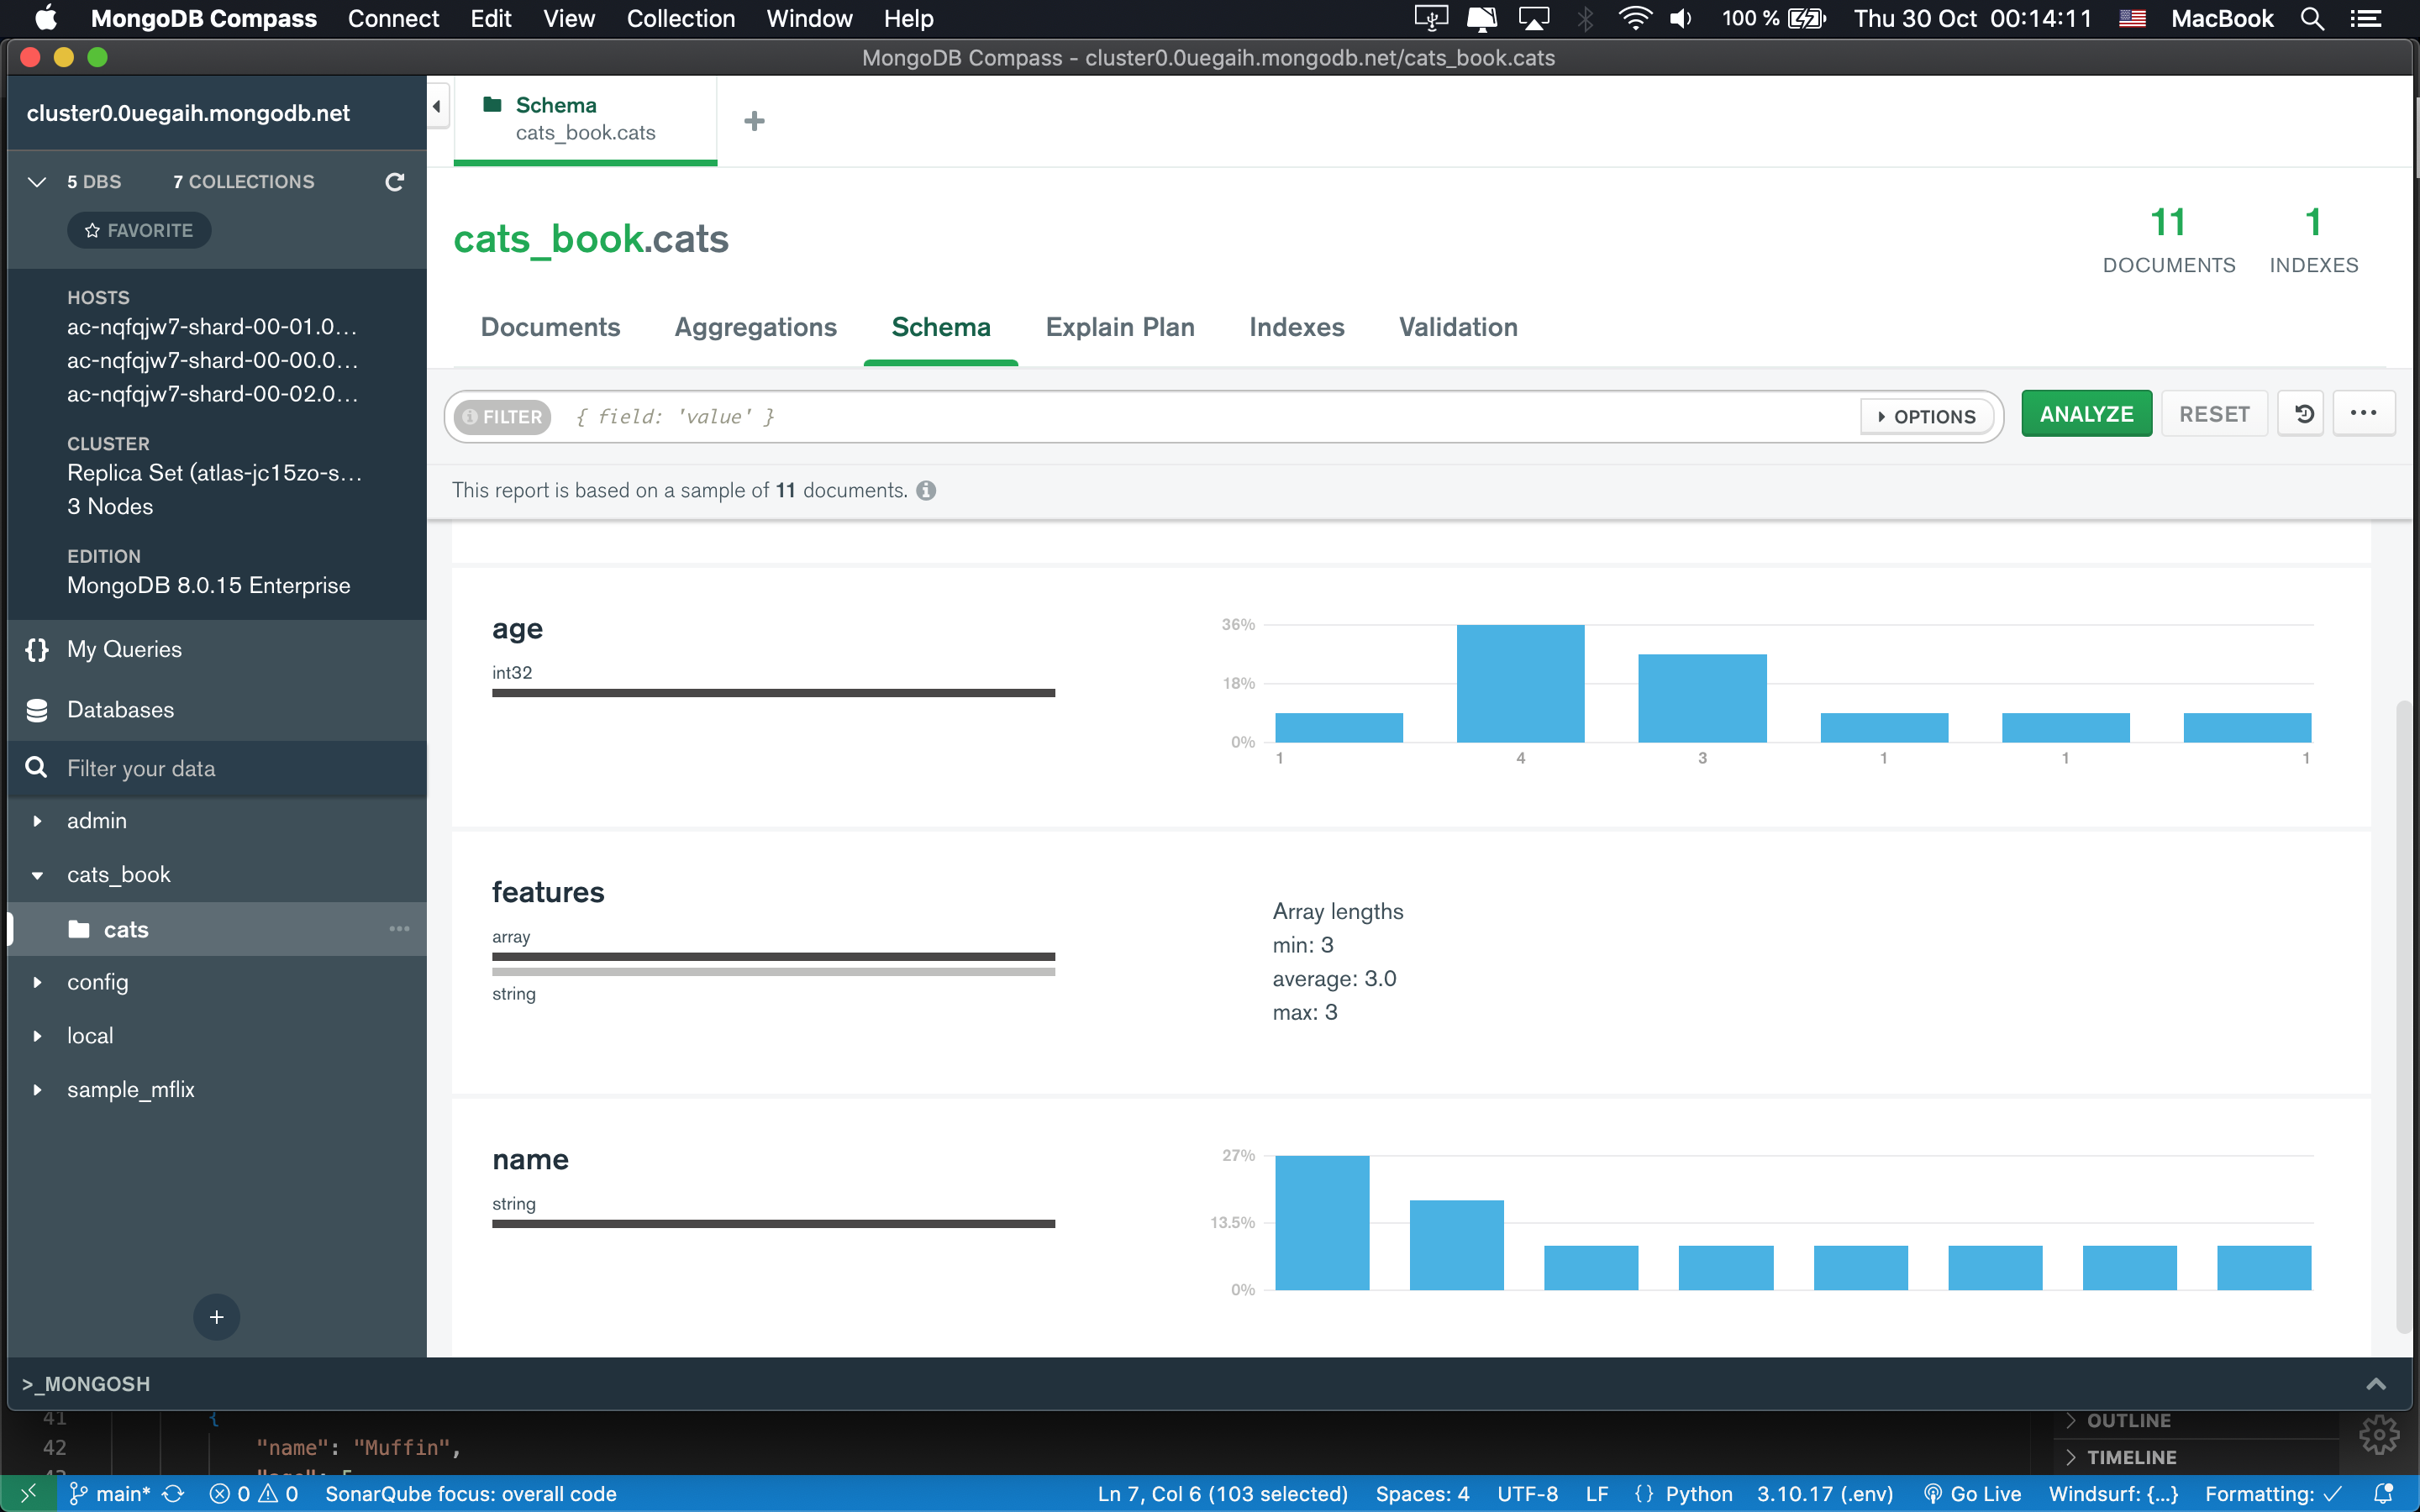 MongoDB Compass Connect Edit View Collection Window Help 100 % Thu 30 Oct 00:14:11 MacBook
MongoDB Compass - cluster0.0uegaih.mongodb.net/cats_book.cats
cluster0.0uegaih.mongodb.net
5 DBS 7 COLLECTIONS
FAVORITE
HOSTS
ac-nqfqjw7-shard-00-01.0…
ac-nqfqjw7-shard-00-00.0…
ac-nqfqjw7-shard-00-02.0…
CLUSTER
Replica Set (atlas-jc15zo-s…
3 Nodes
EDITION
MongoDB 8.0.15 Enterprise
{} My Queries
Databases
Filter your data
admin
cats_book
cats •••
config
local
sample_mflix
+
Schema
cats_book.cats
+
cats_book.cats
11
DOCUMENTS
1
INDEXES
Documents Aggregations Schema Explain Plan Indexes Validation
FILTER { field: 'value' } OPTIONS ANALYZE RESET •••
This report is based on a sample of 11 documents.
age
int32
36%
18%
0%
1 4 3 1 1 1
features
array
string
Array lengths
min: 3
average: 3.0
max: 3
name
string
27%
13.5%
0%
>_MONGOSH
41 {
42 "name": "Muffin",
OUTLINE
TIMELINE
main* 0 0 SonarQube focus: overall code Ln 7, Col 6 (103 selected) Spaces: 4 UTF-8 LF {} Python 3.10.17 (.env) Go Live Windsurf: {...} Formatting: ✓